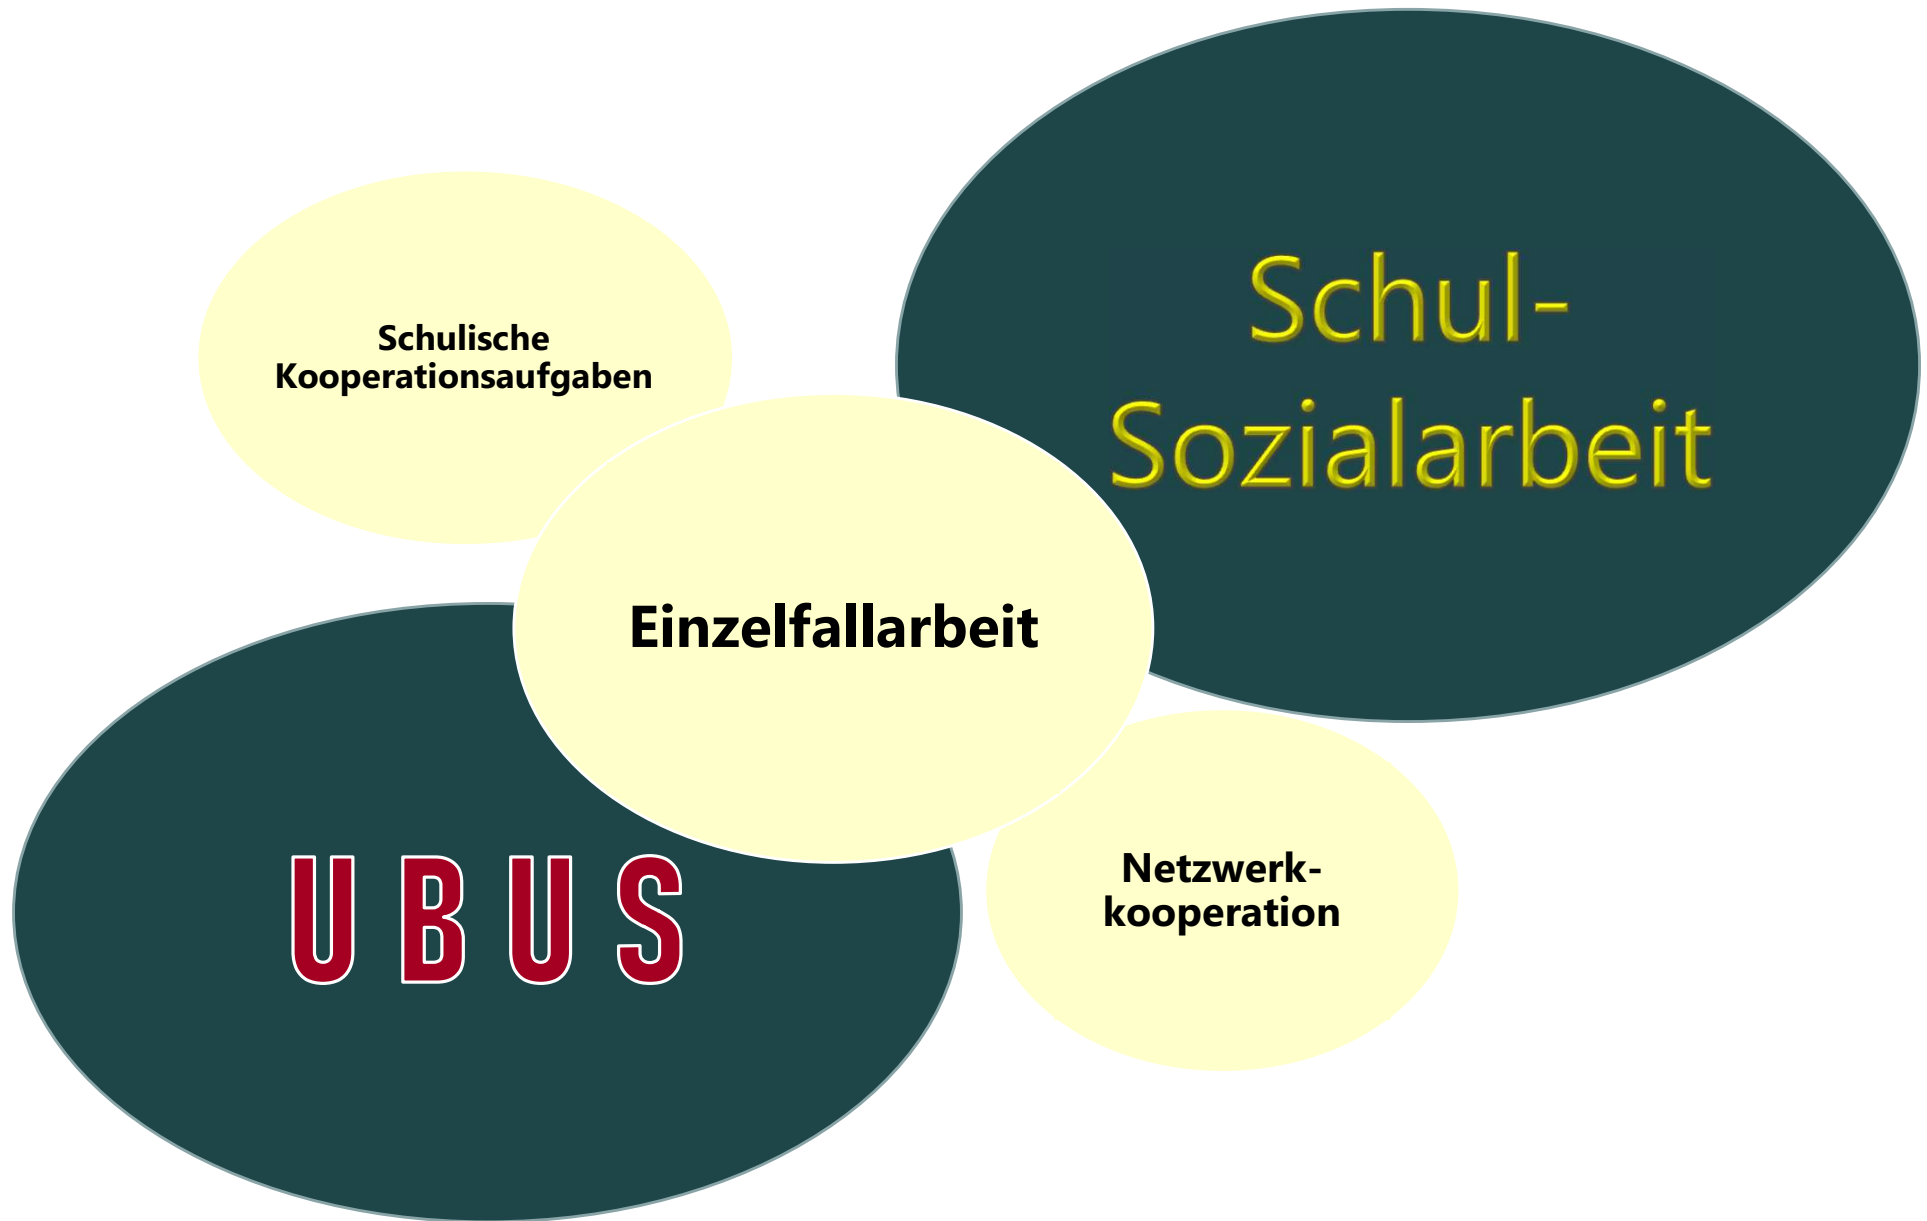 Schul-
Sozialarbeit
Schulische
Kooperationsaufgaben
Einzelfallarbeit
UBUS
Netzwerk-
kooperation